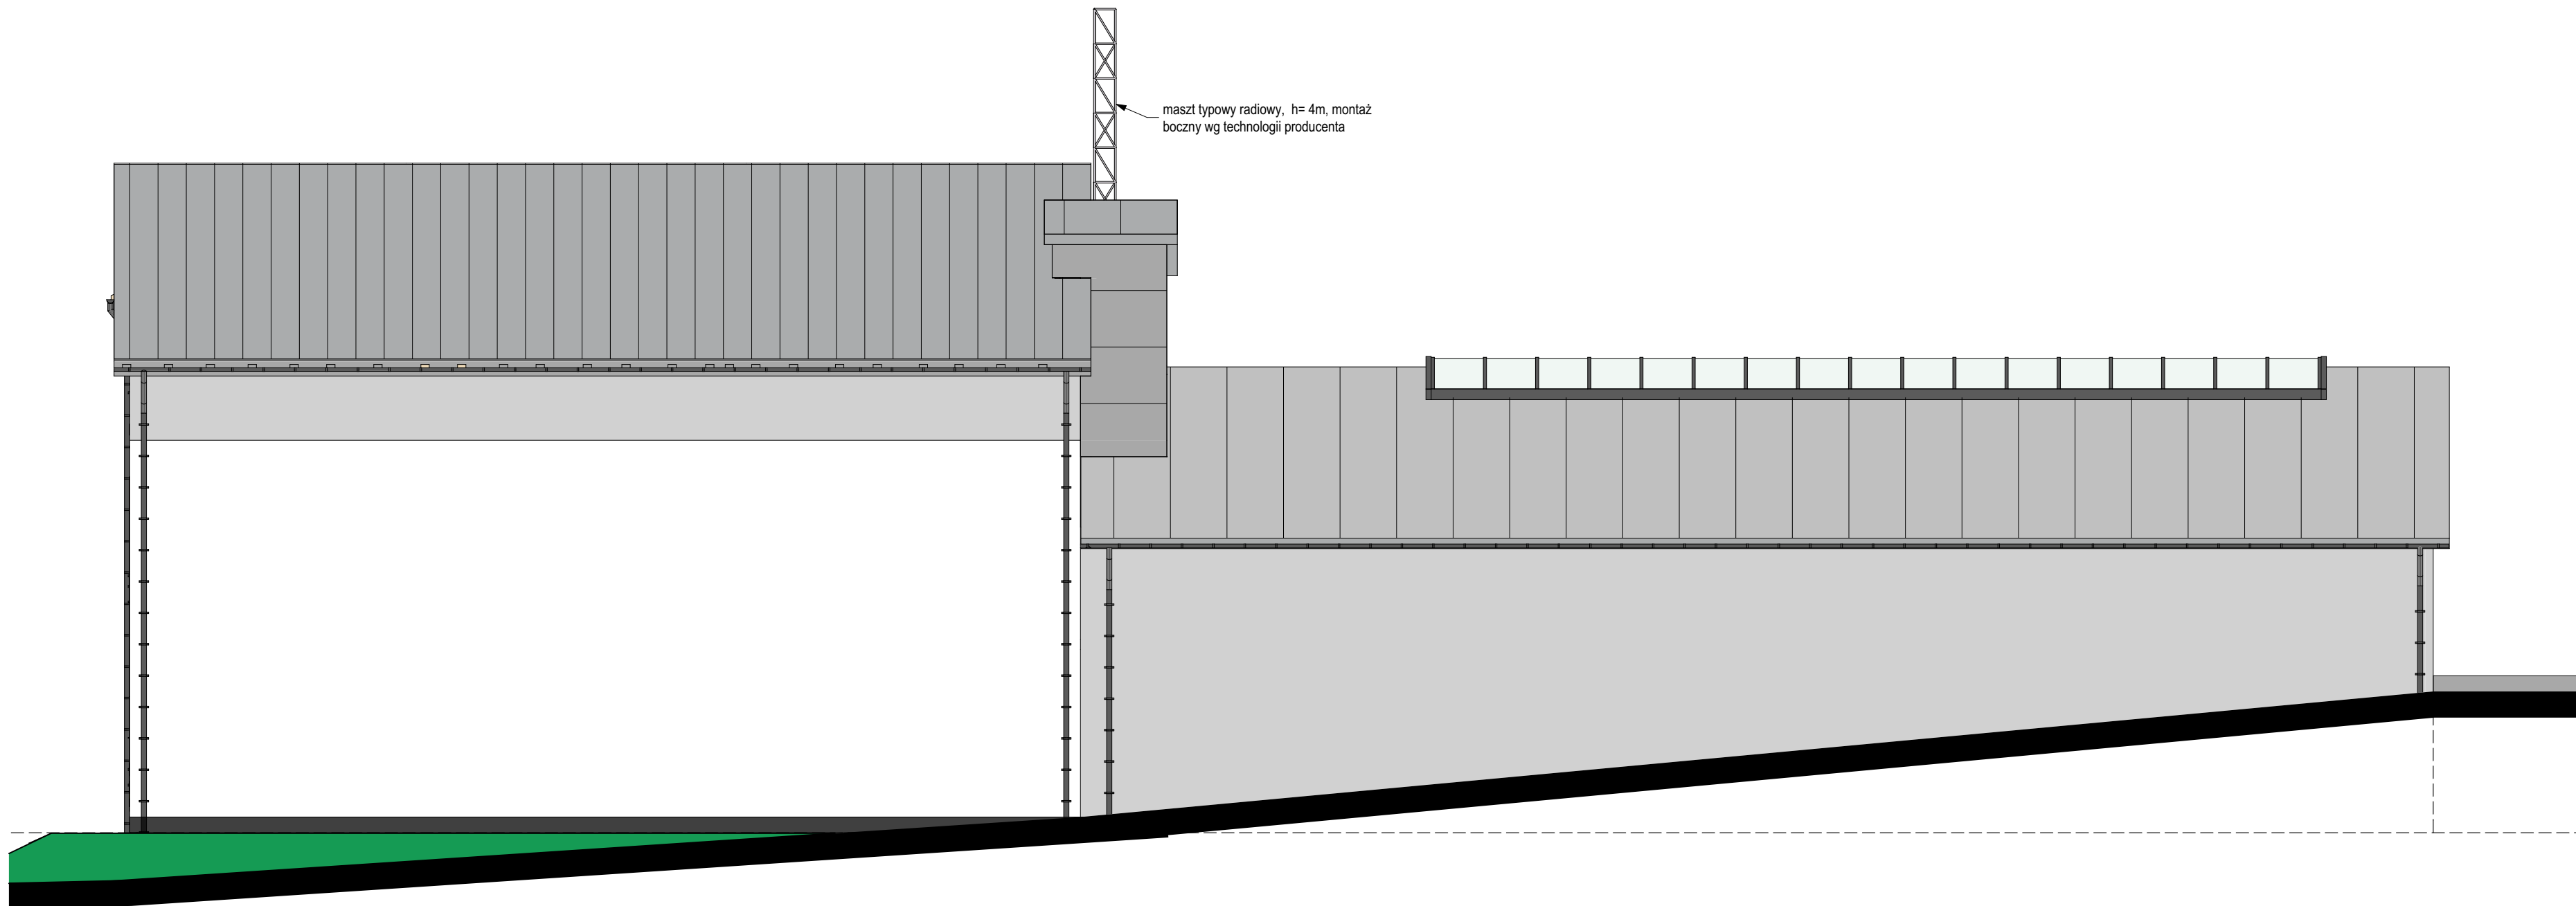 maszt typowy radiowy, h= 4m, montaż
boczny wg technologii producenta